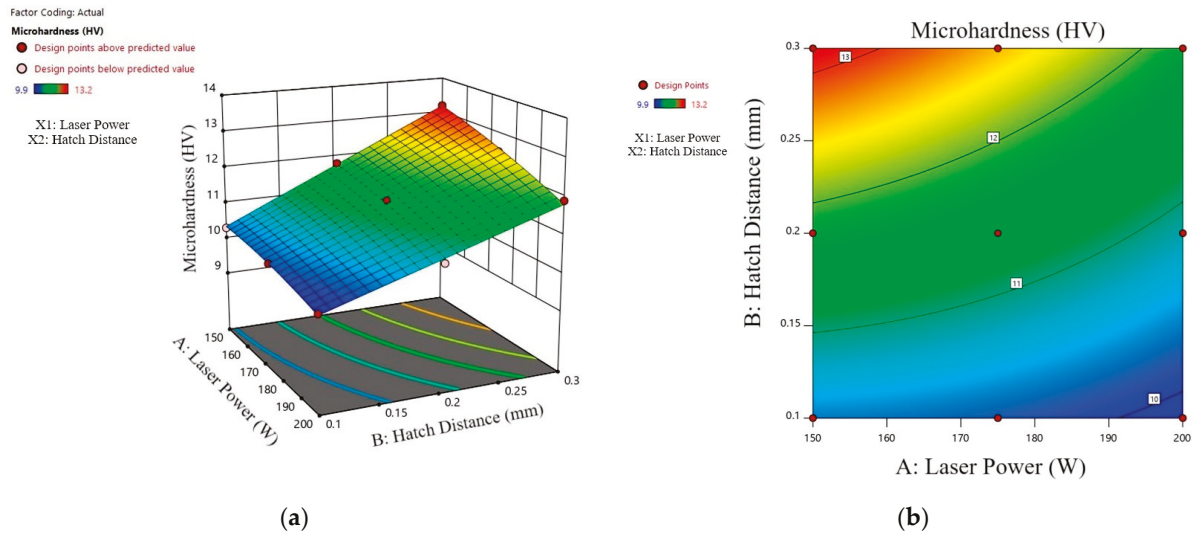 Factor Coding: Actual
Microhardness (HV)
Design points above predicted value
Design points below predicted value
9.9 13.2
X1: Laser Power
X2: Hatch Distance
Microhardness (HV)
14
13
12
11
10
9
150
160
170
180
190
200
A: Laser Power (W)
0.1
0.15
0.2
0.25
0.3
B: Hatch Distance (mm)
(a)
Microhardness (HV)
Design Points
9.9 13.2
X1: Laser Power
X2: Hatch Distance
B: Hatch Distance (mm)
0.3
0.25
0.2
0.15
0.1
13
12
11
10
150 160 170 180 190 200
A: Laser Power (W)
(b)